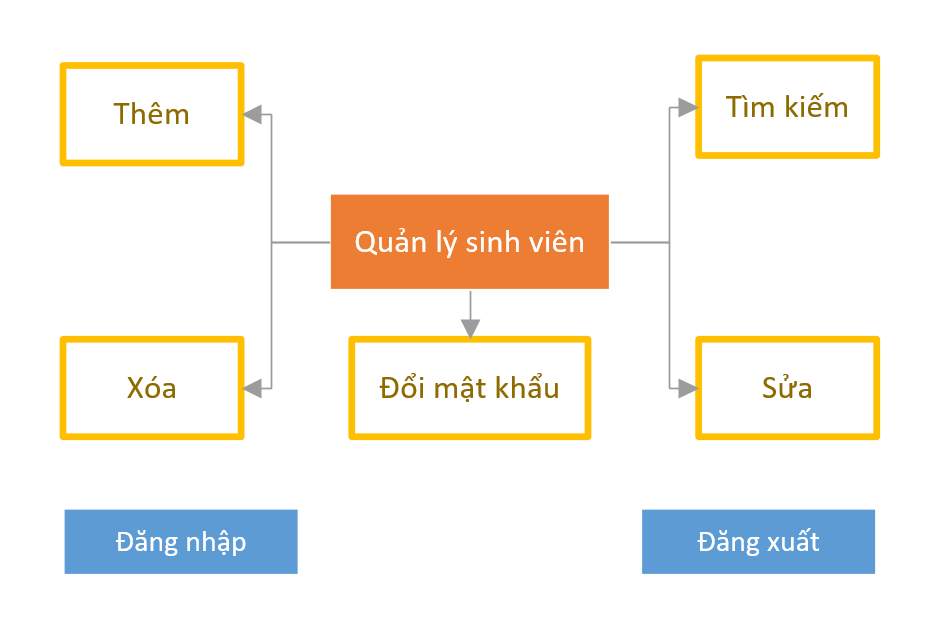 Thêm
Tìm kiếm
Quản lý sinh viên
Xóa
Đổi mật khẩu
Sửa
Đăng nhập
Đăng xuất